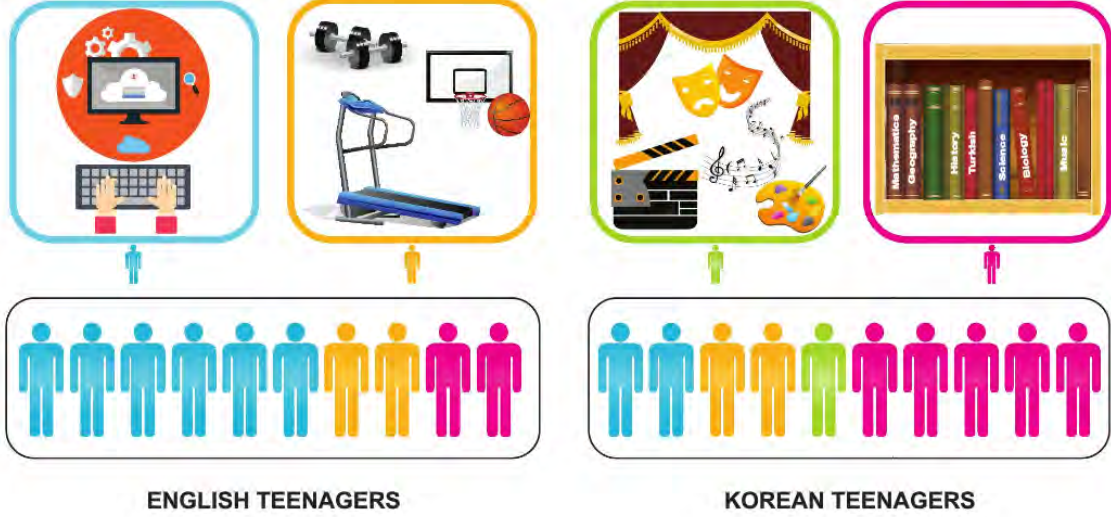 Mathematics
Geography
History
Turkish
Science
Biology
Music
ENGLISH TEENAGERS
KOREAN TEENAGERS